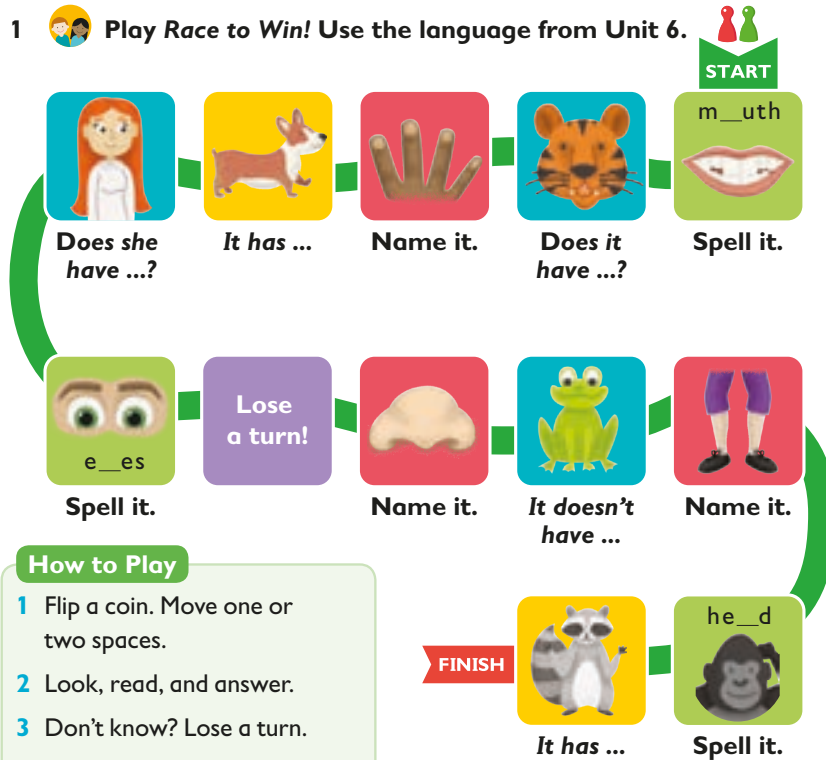 1 Play Race to Win! Use the language from Unit 6.
START
m__uth
Spell it.
Does it
have ...?
Name it.
It has ...
Does she
have ...?
e__es
Spell it.
Lose
a turn!
Name it.
It doesn't
have ...
Name it.
he__d
Spell it.
It has ...
FINISH
How to Play
1 Flip a coin. Move one or
two spaces.
2 Look, read, and answer.
3 Don't know? Lose a turn.